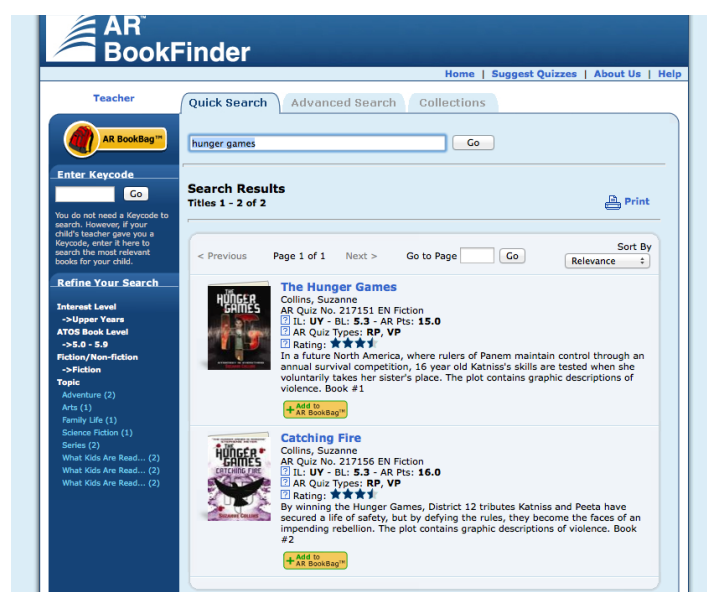 AR
BookFinder
Home | Suggest Quizzes | About Us | Help
Teacher
Quick Search
Advanced Search
Collections
AR BookBag™
hunger games
Go
Enter Keycode
Go
You do not need a Keycode to
search. However, if your
child's teacher gave you a
Keycode, enter it here to
search the most relevant
books for your child.
Refine Your Search
Interest Level
->Upper Years
ATOS Book Level
->5.0 - 5.9
Fiction/Non-fiction
->Fiction
Topic
Adventure (2)
Arts (1)
Family Life (1)
Science Fiction (1)
Series (2)
What Kids Are Read... (2)
What Kids Are Read... (2)
What Kids Are Read... (2)
Search Results
Titles 1 - 2 of 2
Print
< Previous Page 1 of 1 Next > Go to Page Go
Sort By
Relevance
THE
HUNGER
GAMES
The Hunger Games
Collins, Suzanne
AR Quiz No. 217151 EN Fiction
? IL: UY - BL: 5.3 - AR Pts: 15.0
? AR Quiz Types: RP, VP
? Rating:
In a future North America, where rulers of Panem maintain control through an
annual survival competition, 16 year old Katniss's skills are tested when she
voluntarily takes her sister's place. The plot contains graphic descriptions of
violence. Book #1
+ Add to
AR BookBag™
THE
HUNGER
GAMES
CATCHING FIRE
SUZANNE COLLINS
Catching Fire
Collins, Suzanne
AR Quiz No. 217156 EN Fiction
? IL: UY - BL: 5.3 - AR Pts: 16.0
? AR Quiz Types: RP, VP
? Rating:
By winning the Hunger Games, District 12 tributes Katniss and Peeta have
secured a life of safety, but by defying the rules, they become the faces of an
impending rebellion. The plot contains graphic descriptions of violence. Book
#2
+ Add to
AR BookBag™